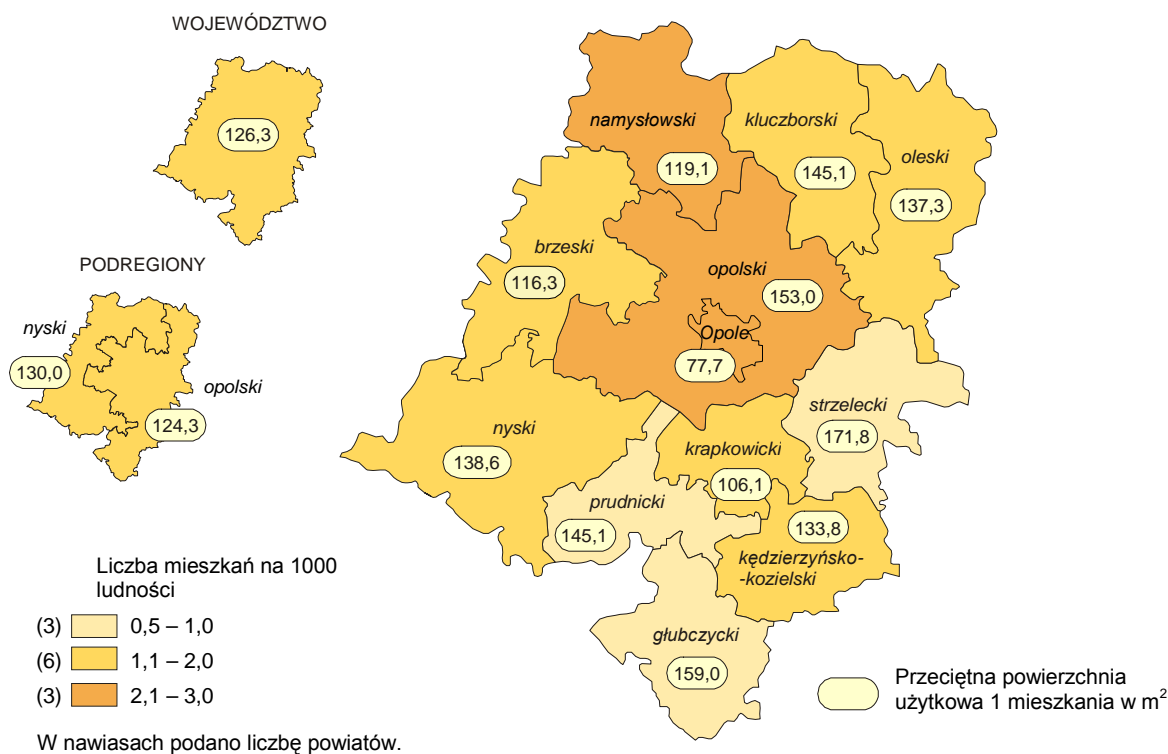 WOJEWÓDZTWO
126,3
PODREGIONY
nyski
130,0
opolski
124,3
namysłowski
119,1
kluczborski
145,1
oleski
137,3
brzeski
116,3
opolski
153,0
Opole
77,7
strzelecki
171,8
nyski
138,6
krapkowicki
106,1
prudnicki
145,1
133,8
kędzierzyńsko-
-kozielski
głubczycki
159,0
Liczba mieszkań na 1000
ludności
(3) 0,5 – 1,0
(6) 1,1 – 2,0
(3) 2,1 – 3,0
W nawiasach podano liczbę powiatów.
Przeciętna powierzchnia
użytkowa 1 mieszkania w m²